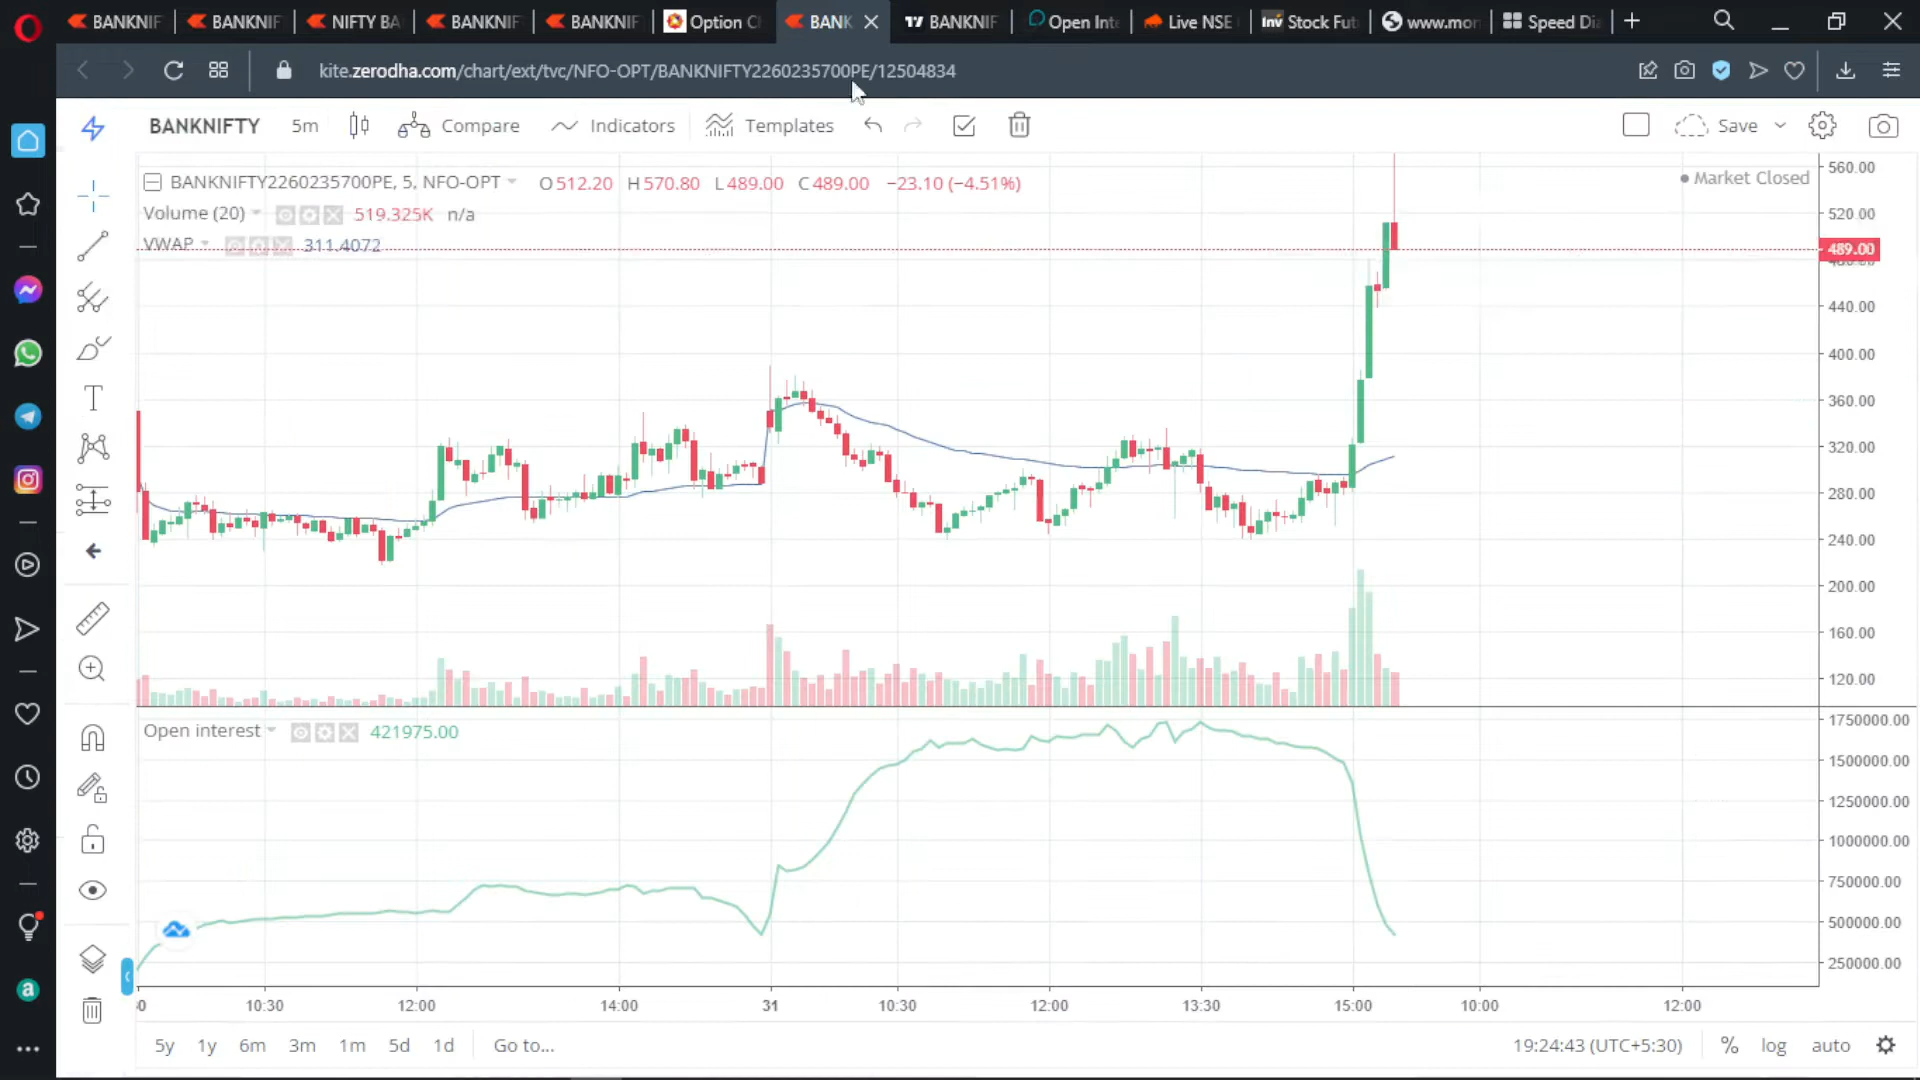 BANKNIF
BANKNIF
NIFTY BA
BANKNIF
BANKNIF
Option C
BANK
BANKNIF
Open Inte
Live NSE
Inv Stock Fut
www.mor
Speed Dia
kite.zerodha.com/chart/ext/tvc/NFO-OPT/BANKNIFTY2260235700PE/12504834
BANKNIFTY 5m Compare Indicators Templates Save
BANKNIFTY2260235700PE, 5, NFO-OPT O 512.20 H 570.80 L 489.00 C 489.00 −23.10 (−4.51%)
Market Closed
Volume (20) 519.325K n/a
VWAP 311.4072
560.00
520.00
489.00
480.00
440.00
400.00
360.00
320.00
280.00
240.00
200.00
160.00
120.00
Open interest 421975.00
1750000.00
1500000.00
1250000.00
1000000.00
750000.00
500000.00
250000.00
10:30 12:00 14:00 31 10:30 12:00 13:30 15:00 10:00 12:00
5y 1y 6m 3m 1m 5d 1d Go to... 19:24:43 (UTC+5:30) % log auto